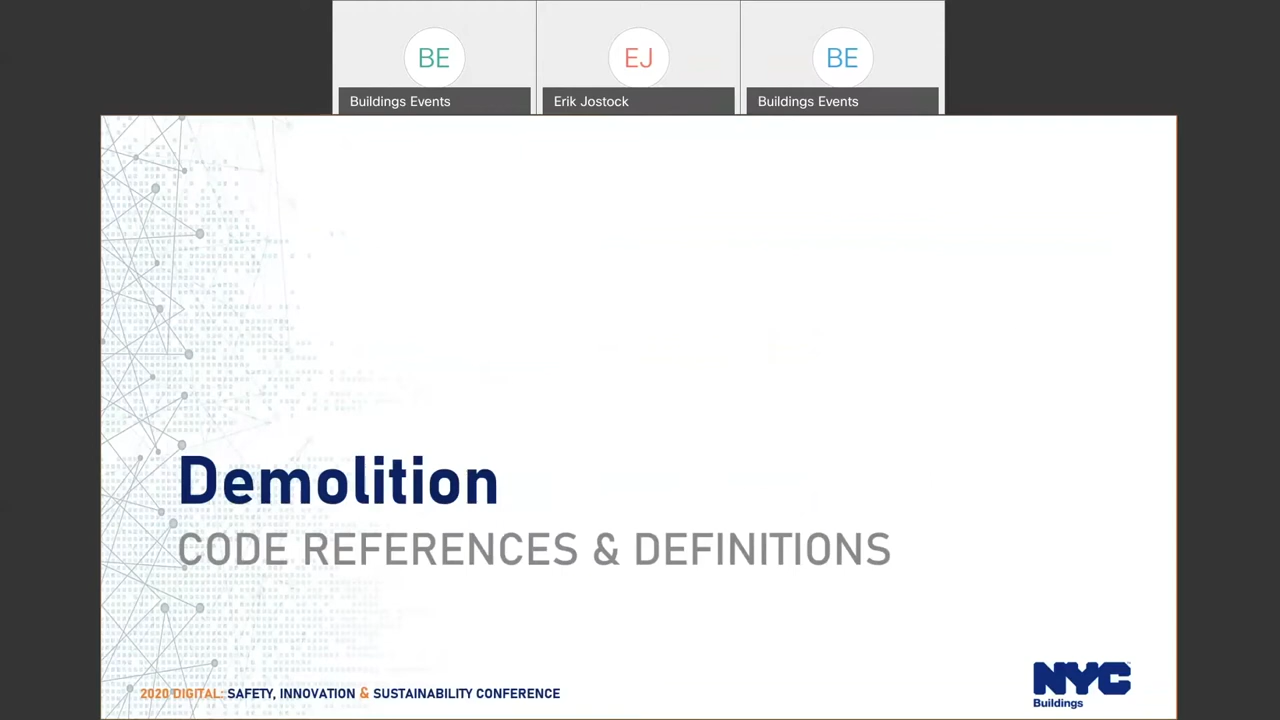 BE
EJ
BE
Buildings Events
Erik Jostock
Buildings Events
Demolition
CODE REFERENCES & DEFINITIONS
2020 DIGITAL: SAFETY, INNOVATION & SUSTAINABILITY CONFERENCE
NYC
Buildings